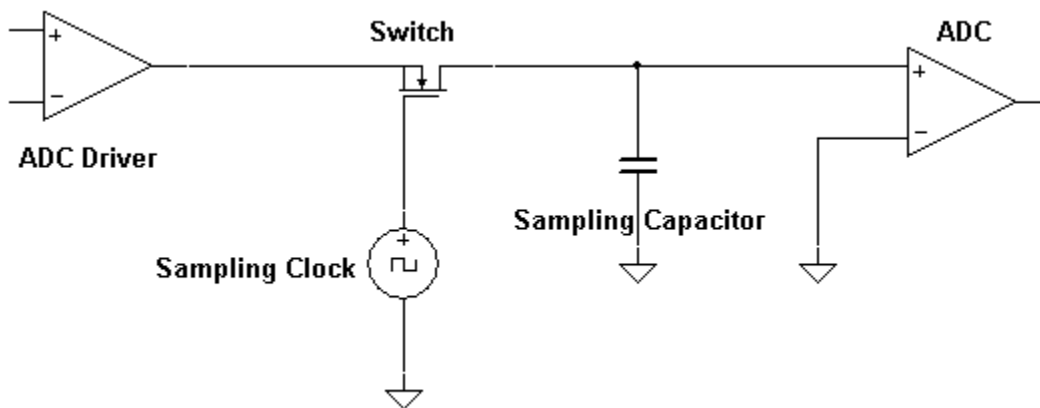 Switch
ADC
ADC Driver
Sampling Capacitor
Sampling Clock